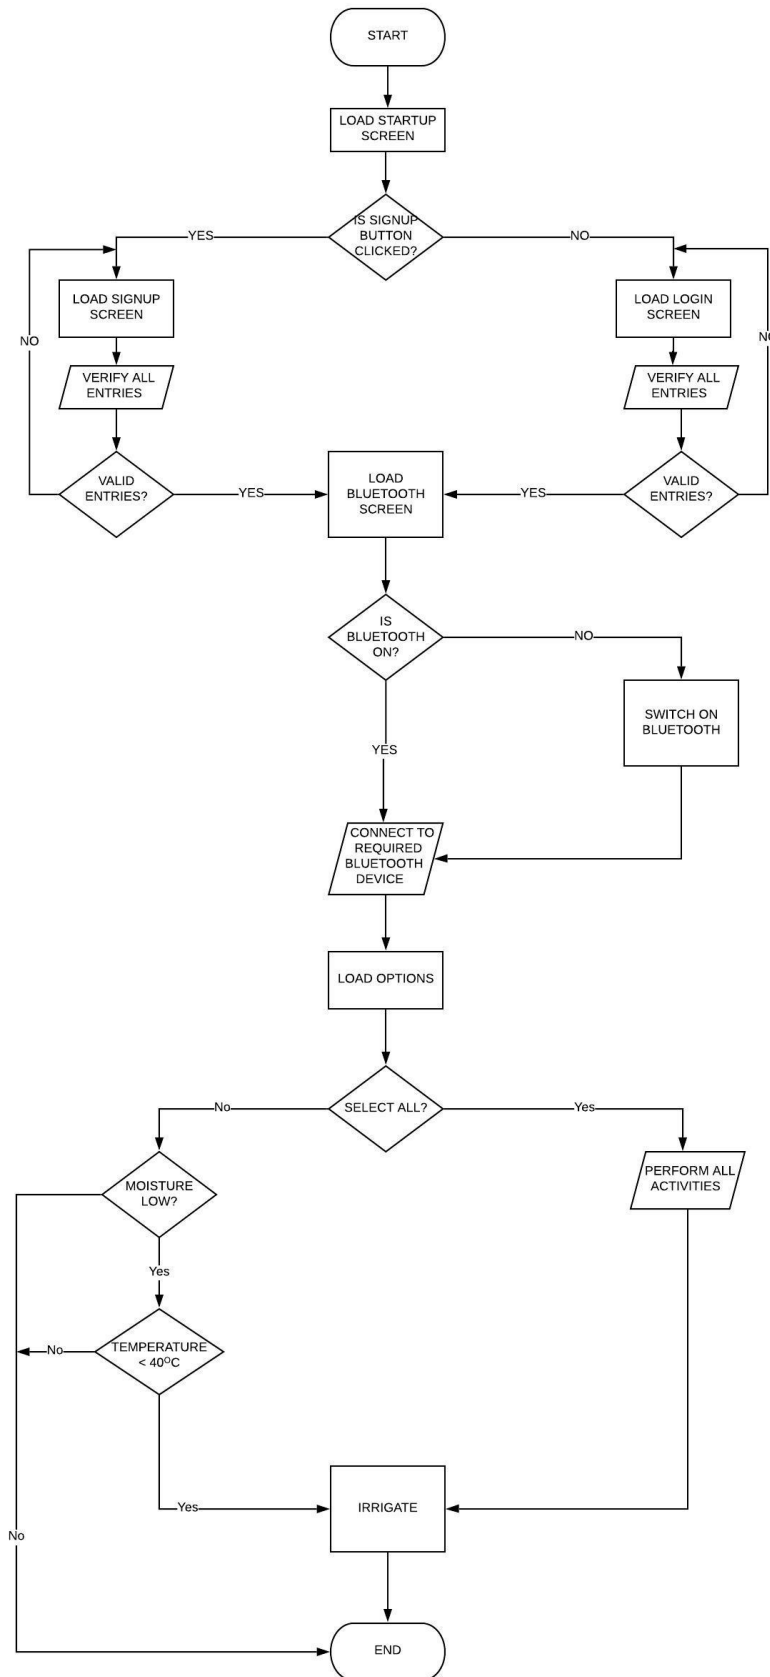 START
LOAD STARTUP
SCREEN
IS SIGNUP
BUTTON
CLICKED?
YES
NO
LOAD SIGNUP
SCREEN
LOAD LOGIN
SCREEN
NO
NO
VERIFY ALL
ENTRIES
VERIFY ALL
ENTRIES
VALID
ENTRIES?
YES
LOAD
BLUETOOTH
SCREEN
YES
VALID
ENTRIES?
IS
BLUETOOTH
ON?
NO
SWITCH ON
BLUETOOTH
YES
CONNECT TO
REQUIRED
BLUETOOTH
DEVICE
LOAD OPTIONS
No
SELECT ALL?
Yes
MOISTURE
LOW?
PERFORM ALL
ACTIVITIES
Yes
No
TEMPERATURE
< 40⁰C
Yes
IRRIGATE
No
END